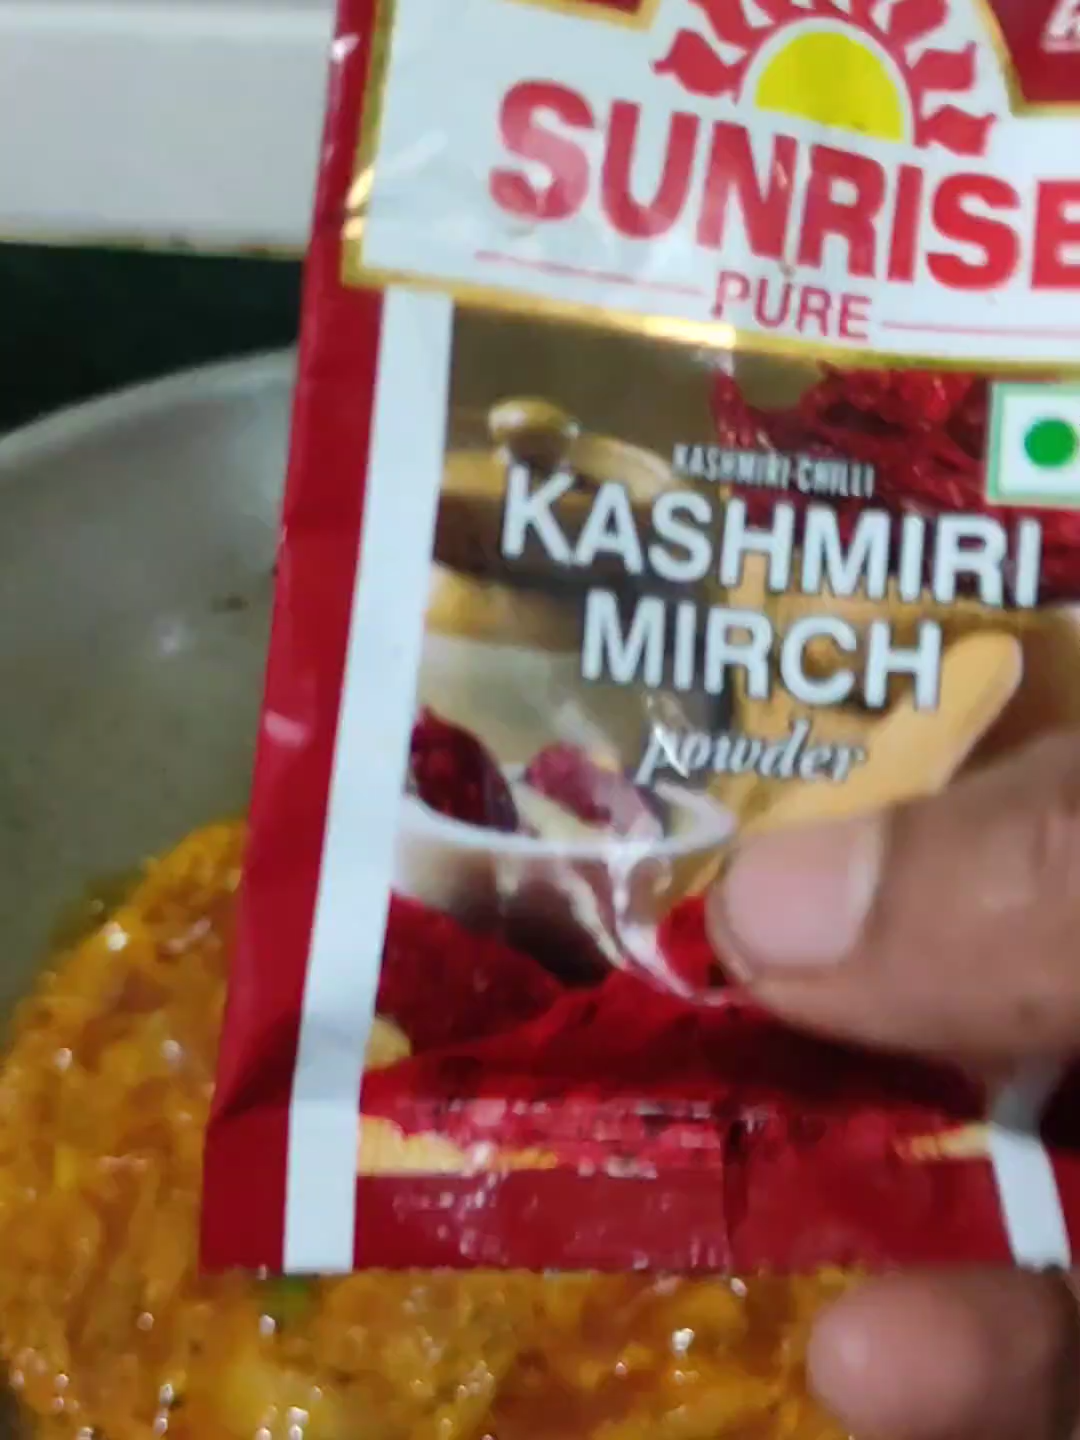 SUNRISE
PURE
KASHMIRI CHILLI
KASHMIRI
MIRCH
powder